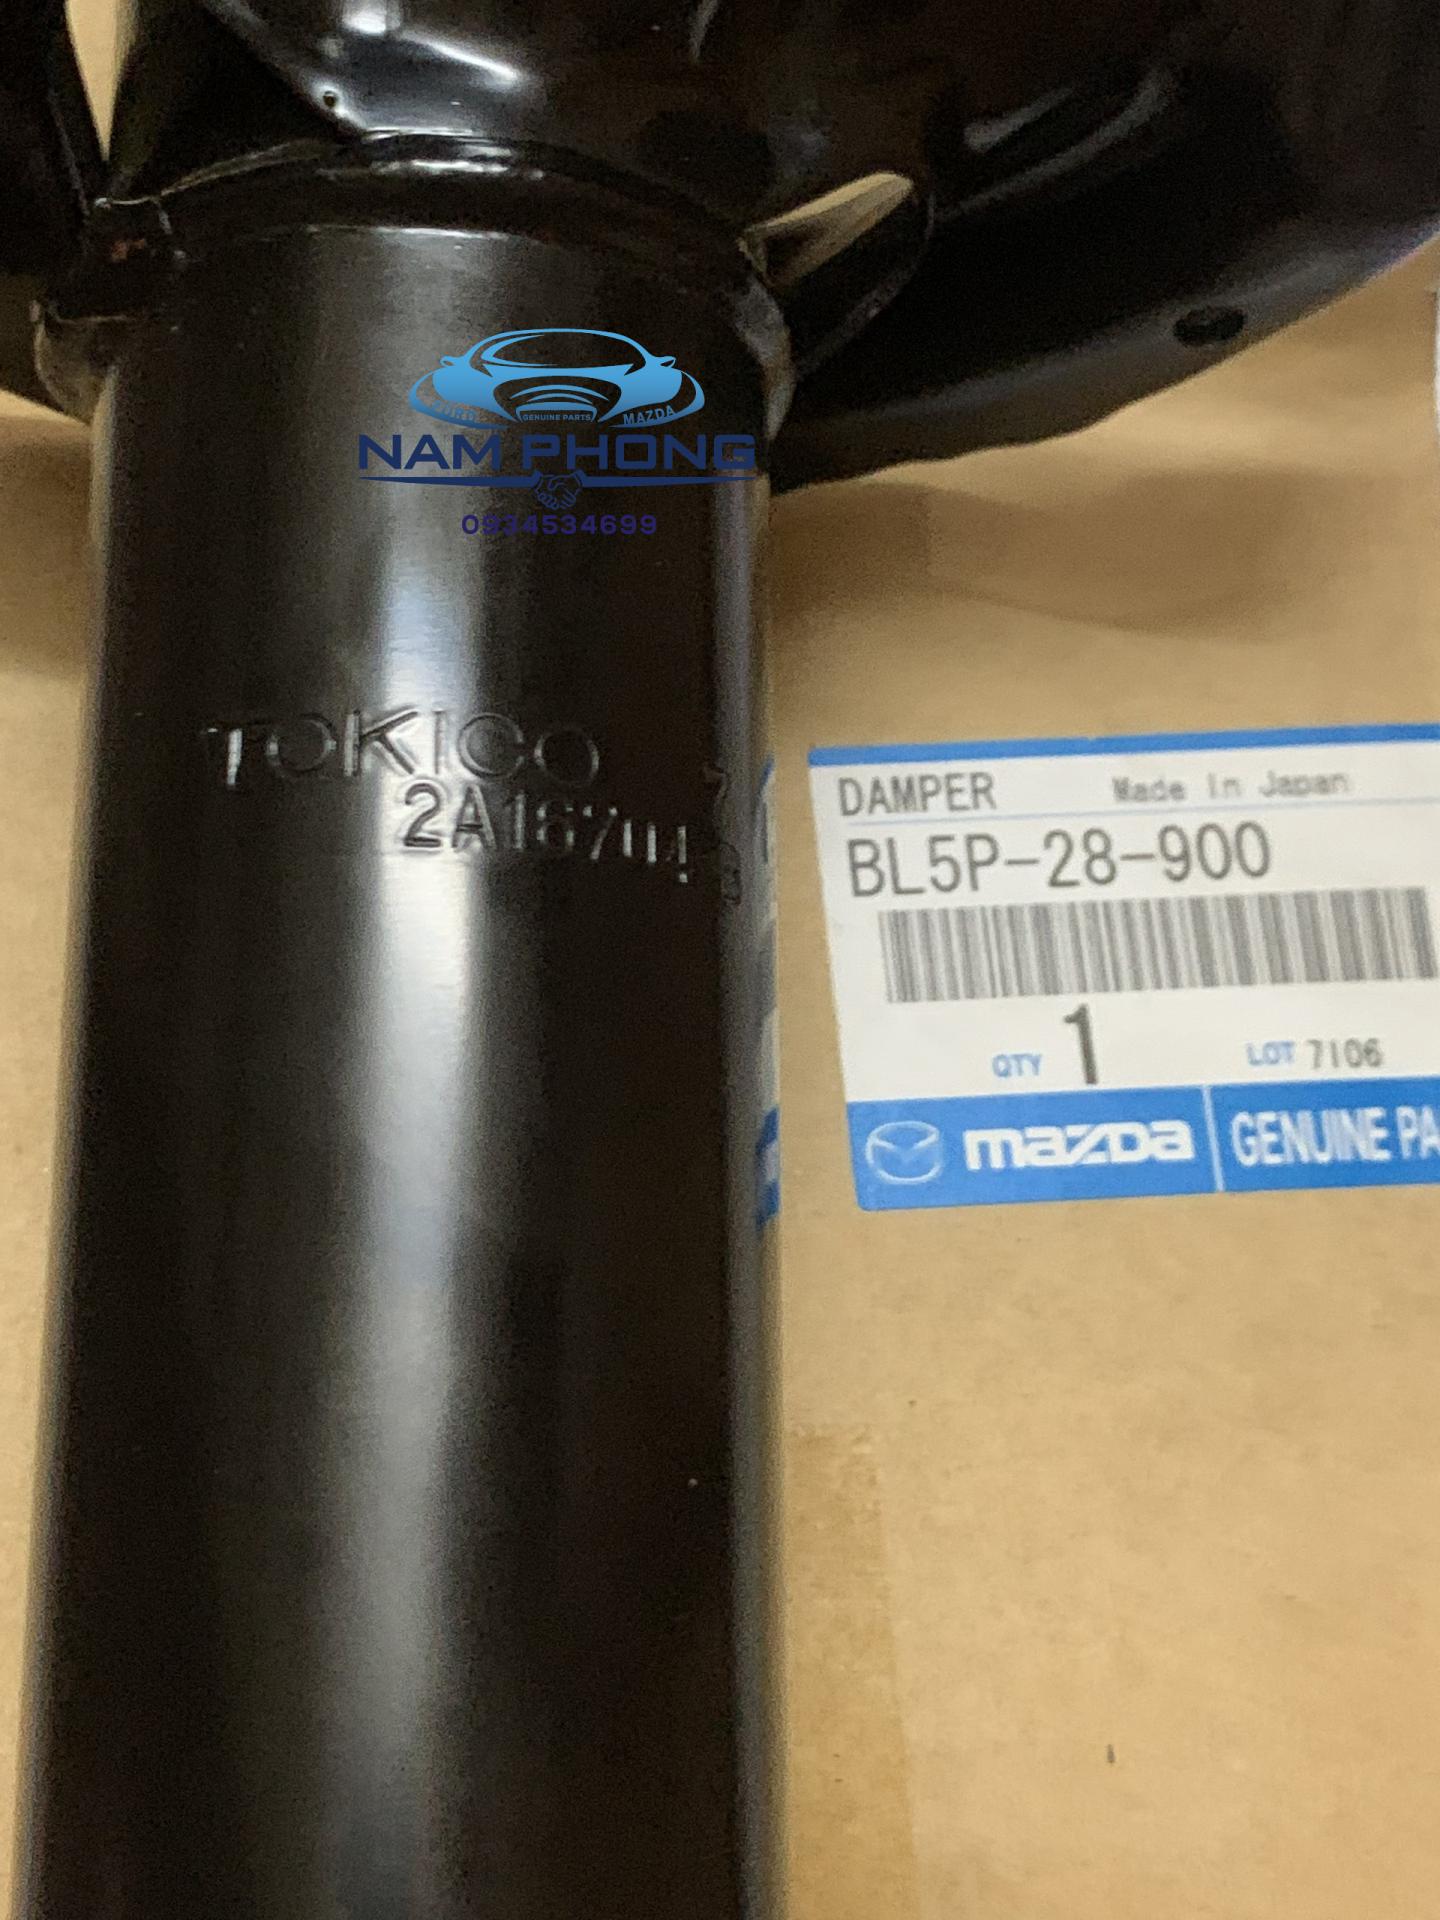 FORD
GENUINE PARTS
MAZDA
NAM PHONG
0934534699
TOKICO
DAMPER
Made In Japan
BL5P-28-900
QTY 1
LOT 7106
mazda
GENUINE PA